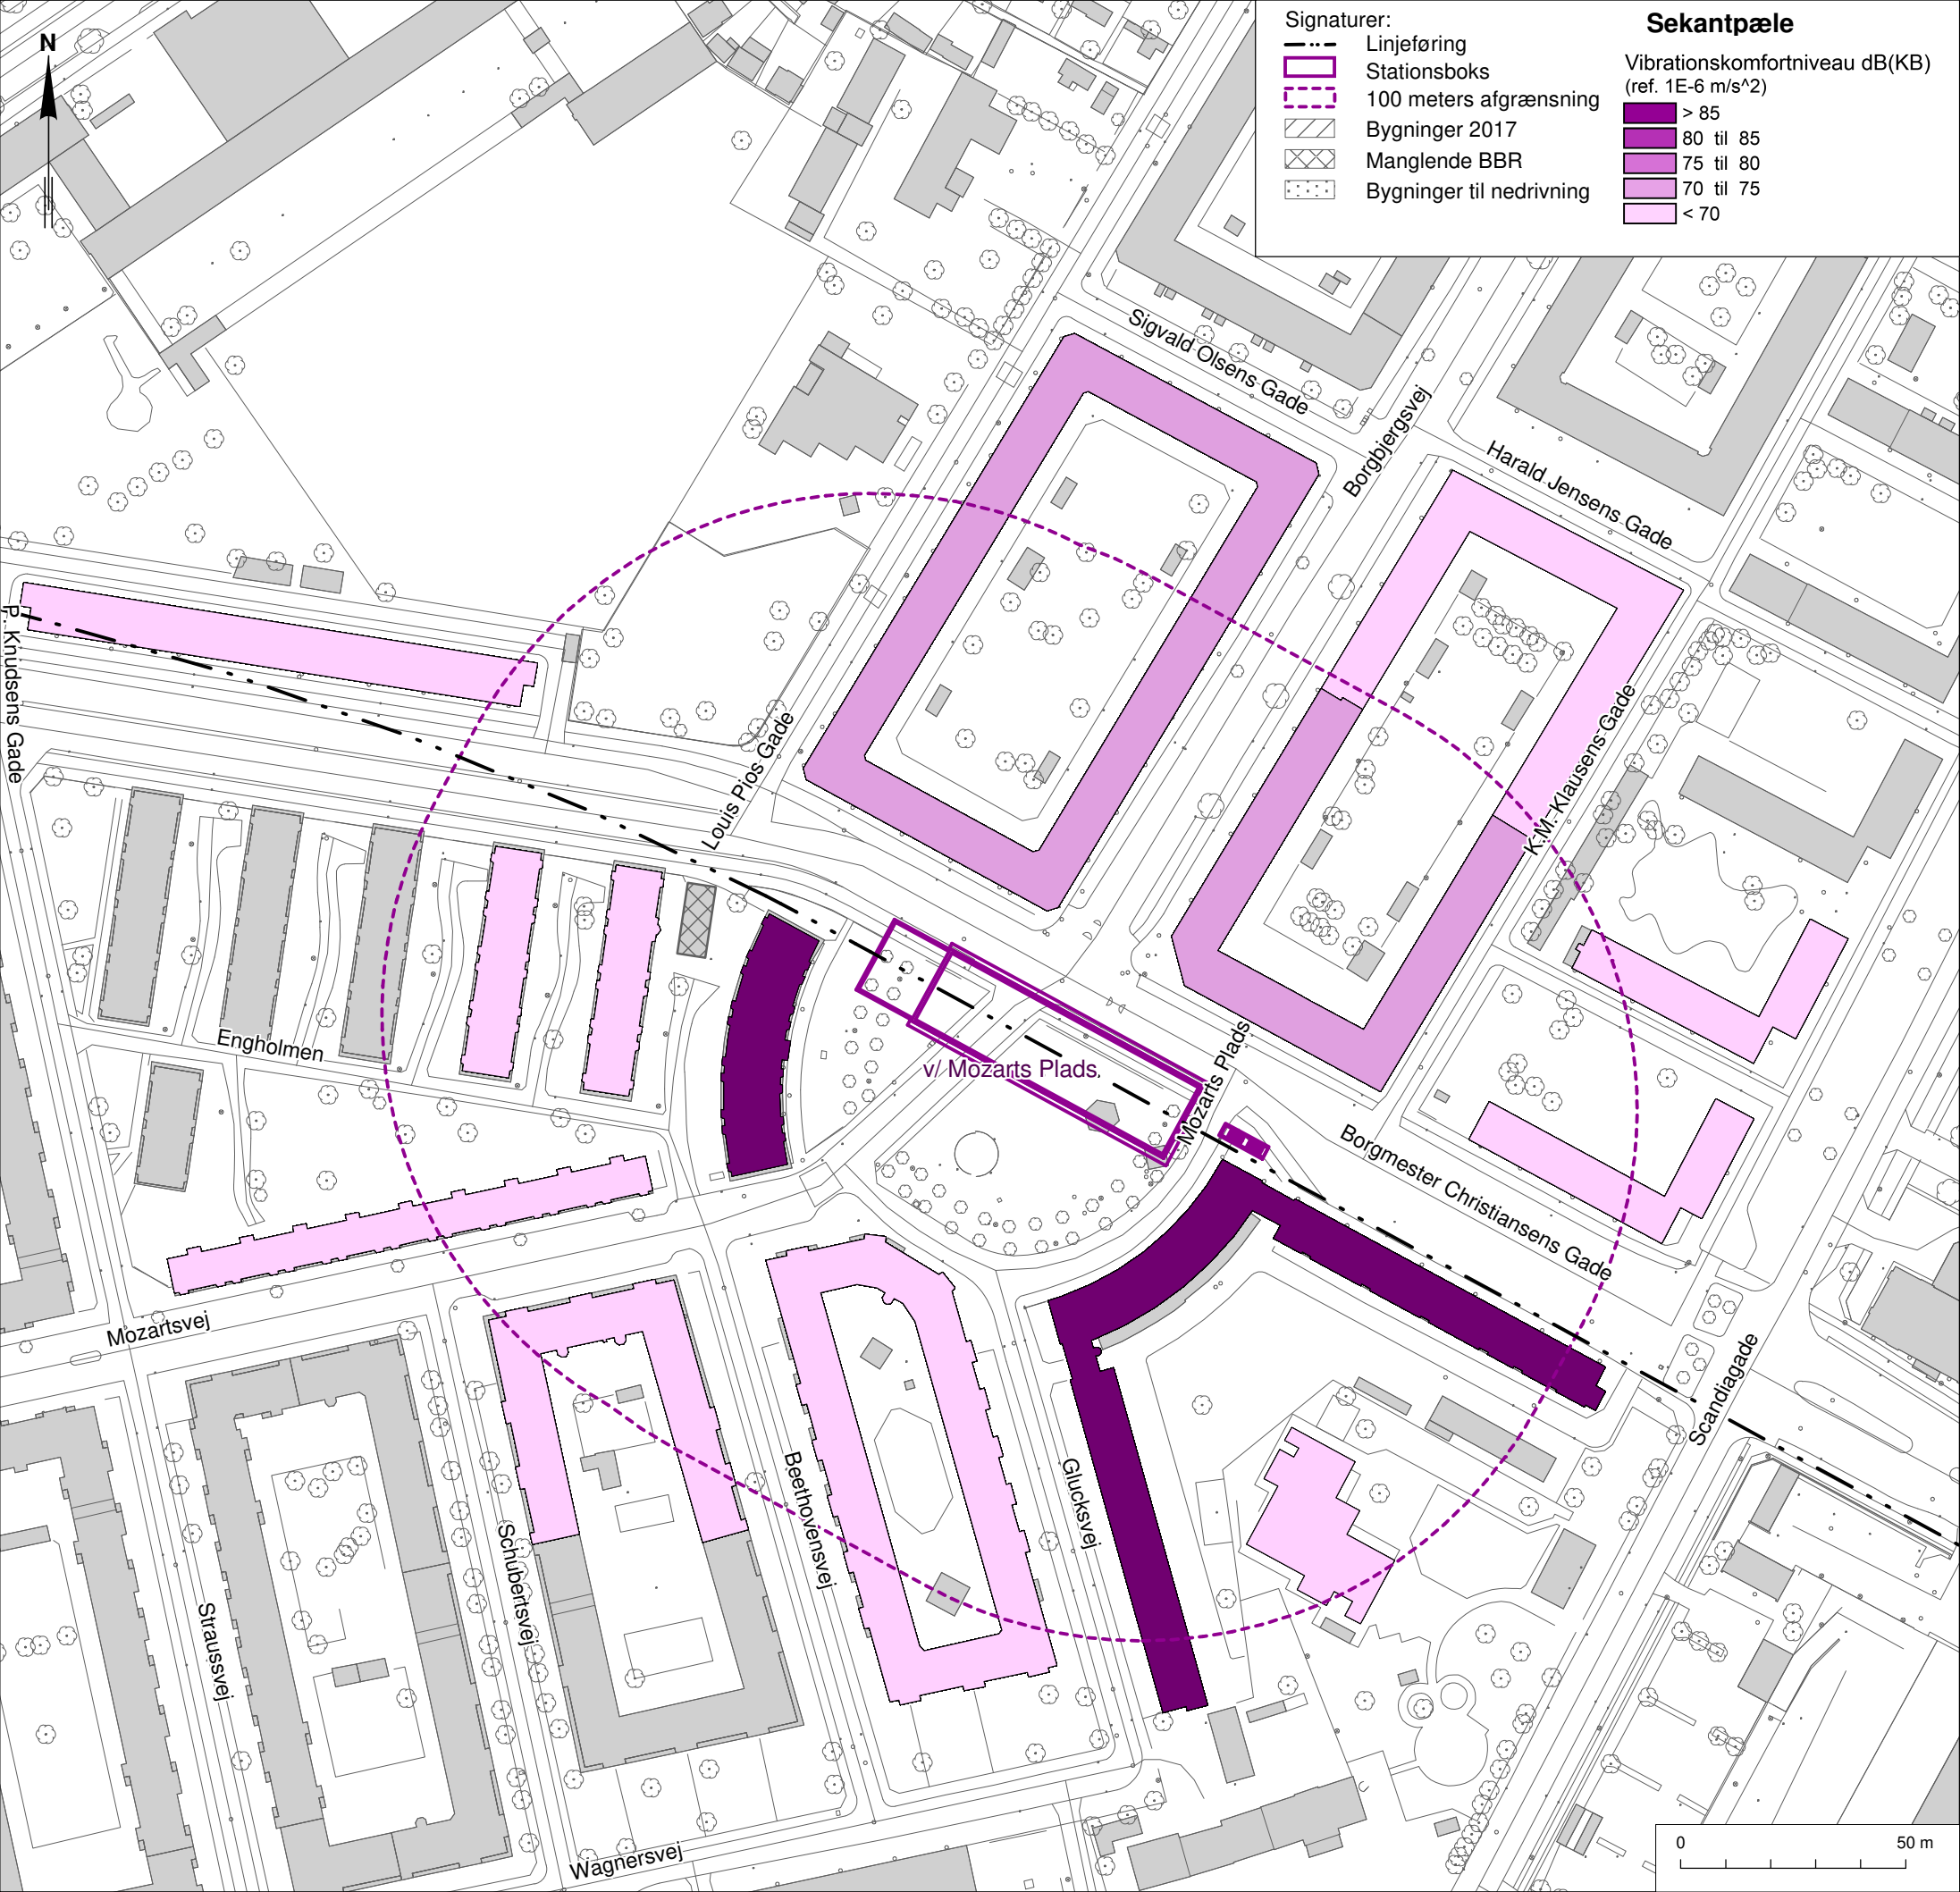 N
Signaturer:
Linjeføring
Stationsboks
100 meters afgrænsning
Bygninger 2017
Manglende BBR
Bygninger til nedrivning
Sekantpæle
Vibrationskomfortniveau dB(KB)
(ref. 1E-6 m/s^2)
> 85
80 til 85
75 til 80
70 til 75
< 70
Sigvald Olsens Gade
Borgbjergsvej
Harald Jensens Gade
P. Knudsens Gade
Louis Pios Gade
K.M. Klausens Gade
Engholmen
v/ Mozarts Plads.
Mozarts Plads
Borgmester Christiansens Gade
Mozartsvej
Scandiagade
Beethovensvej
Glucksvej
Schubertsvej
Straussvej
Wagnersvej
0 50 m